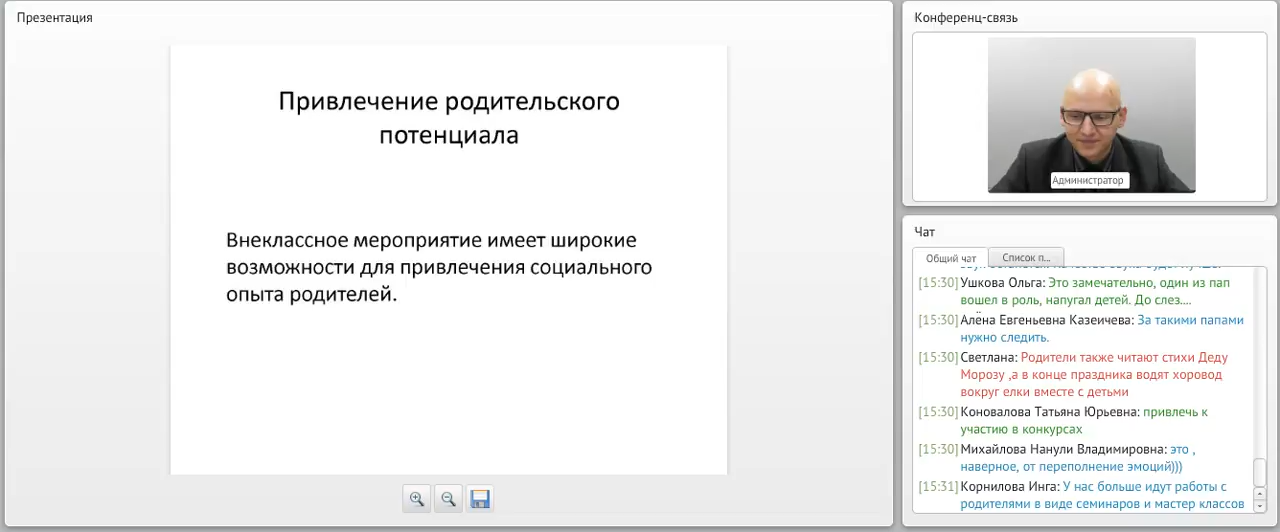 Презентация
Привлечение родительского
потенциала
Внеклассное мероприятие имеет широкие
возможности для привлечения социального
опыта родителей.
Конференц-связь
Администратор
Чат
Общий чат
Список п...
[15:30] Ушкова Ольга: Это замечательно, один из пап
вошел в роль, напугал детей. До слез....
[15:30] Алёна Евгеньевна Казеичева: За такими папами
нужно следить.
[15:30] Светлана: Родители также читают стихи Деду
Морозу ,а в конце праздника водят хоровод
вокруг елки вместе с детьми
[15:30] Коновалова Татьяна Юрьевна: привлечь к
участию в конкурсах
[15:30] Михайлова Нанули Владимировна: это ,
наверное, от переполнение эмоций)))
[15:31] Корнилова Инга: У нас больше идут работы с
родителями в виде семинаров и мастер классов